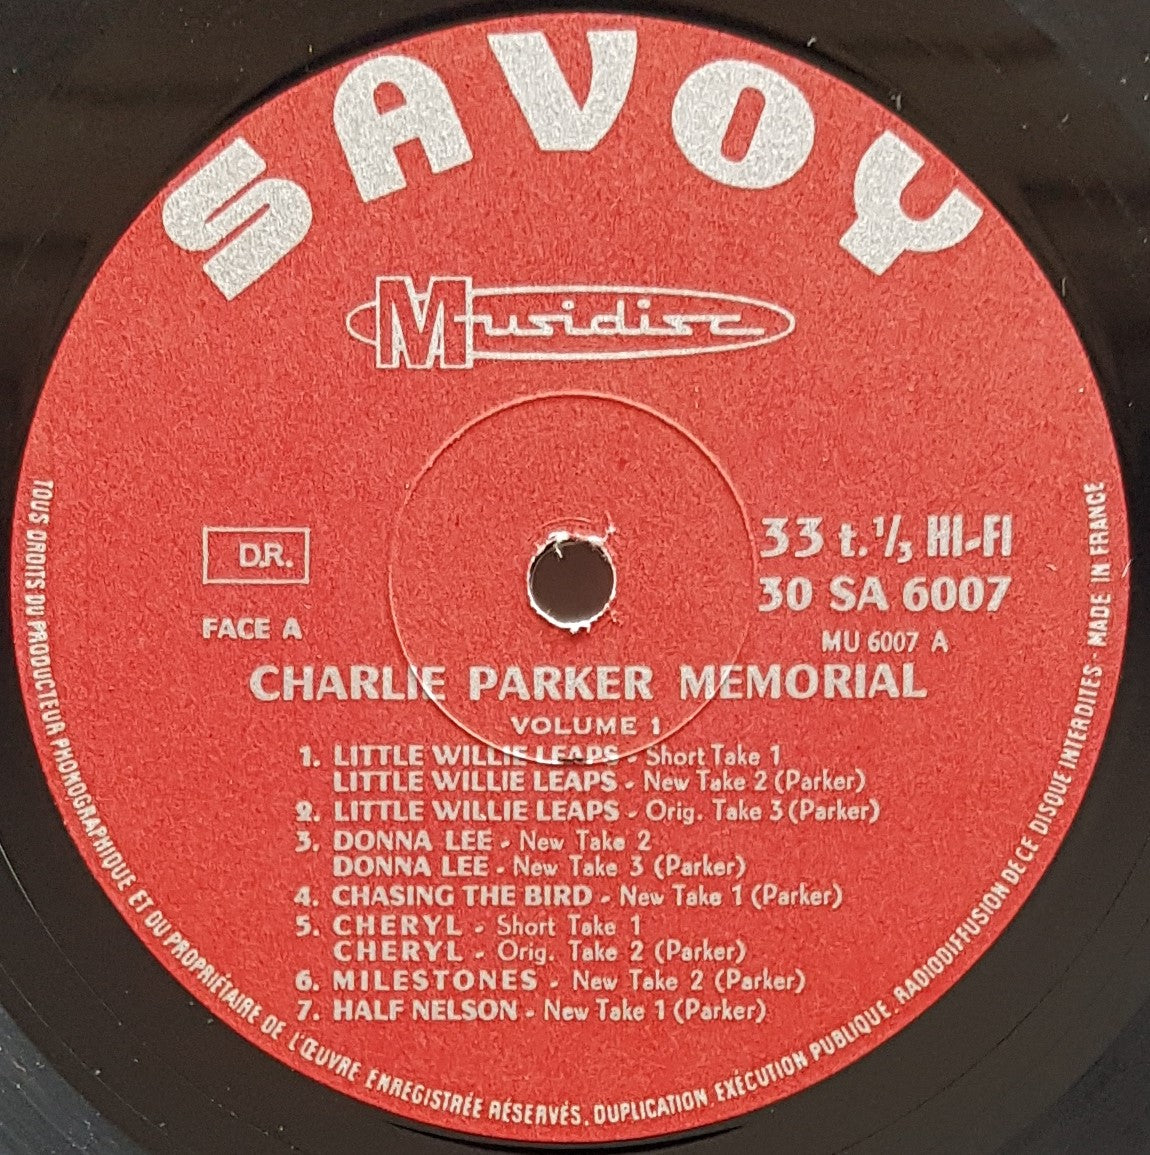 SAVOY
Musidisc
D.R.
FACE A
33 t. 1/3 HI-FI
30 SA 6007
MU 6007 A
CHARLIE PARKER MEMORIAL
VOLUME 1
1. LITTLE WILLIE LEAPS - Short Take 1
LITTLE WILLIE LEAPS - New Take 2 (Parker)
2. LITTLE WILLIE LEAPS - Orig. Take 3 (Parker)
3. DONNA LEE - New Take 2
DONNA LEE - New Take 3 (Parker)
4. CHASING THE BIRD - New Take 1 (Parker)
5. CHERYL - Short Take 1
CHERYL - Orig. Take 2 (Parker)
6. MILESTONES - New Take 2 (Parker)
7. HALF NELSON - New Take 1 (Parker)
TOUS DROITS DU PRODUCTEUR PHONOGRAPHIQUE ET DU PROPRIÉTAIRE DE L'ŒUVRE ENREGISTRÉE RÉSERVÉS. DUPLICATION EXÉCUTION PUBLIQUE. RADIODIFFUSION DE CE DISQUE INTERDITES - MADE IN FRANCE